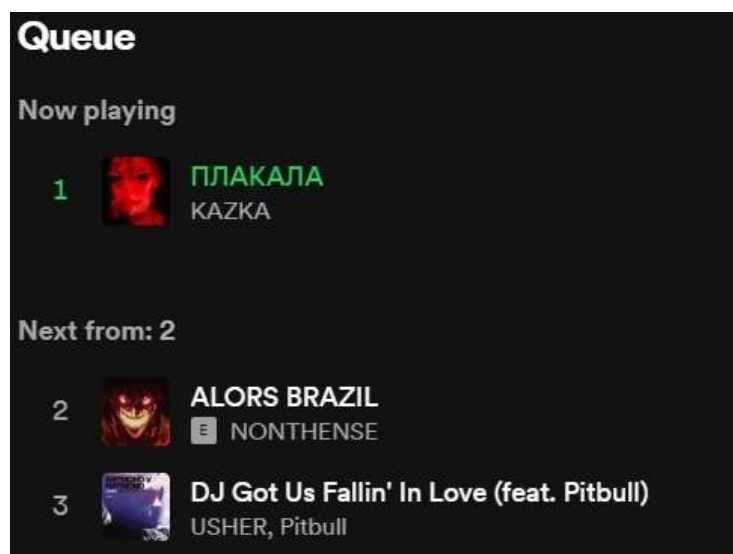 Queue
Now playing
1
ПЛАКАЛА
KAZKA
Next from: 2
2
ALORS BRAZIL
E NONTHENSE
3
DJ Got Us Fallin' In Love (feat. Pitbull)
USHER, Pitbull